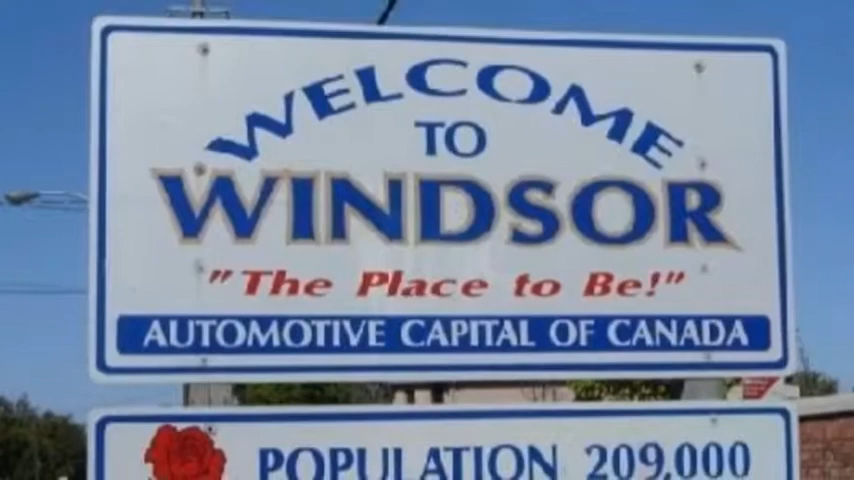 WELCOME
TO
WINDSOR
"The Place to Be!"
AUTOMOTIVE CAPITAL OF CANADA
POPULATION 209,000